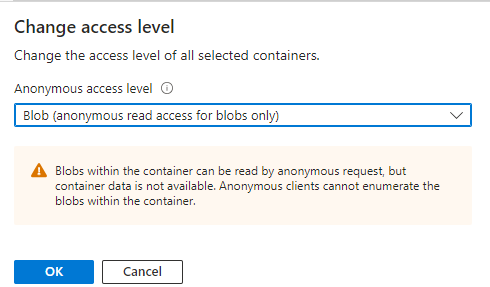 Change access level
Change the access level of all selected containers.
Anonymous access level
Blob (anonymous read access for blobs only)
Blobs within the container can be read by anonymous request, but
container data is not available. Anonymous clients cannot enumerate the
blobs within the container.
OK
Cancel